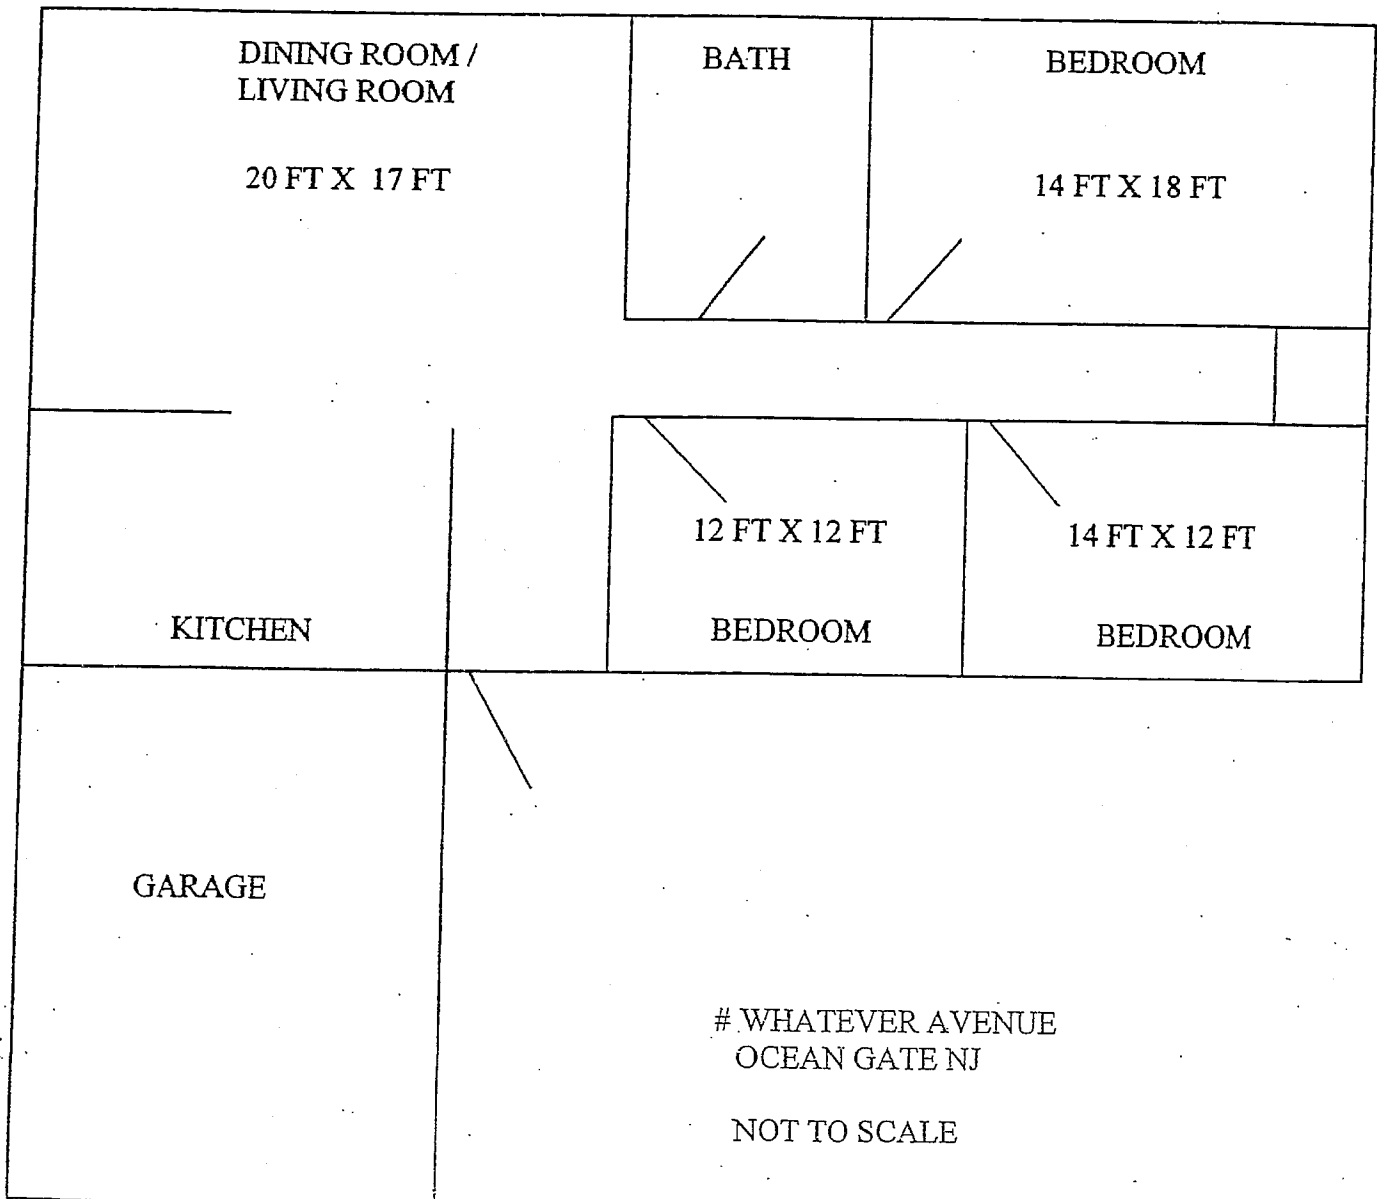 DINING ROOM /
LIVING ROOM
20 FT X 17 FT
BATH
BEDROOM
14 FT X 18 FT
12 FT X 12 FT
BEDROOM
14 FT X 12 FT
BEDROOM
KITCHEN
GARAGE
# WHATEVER AVENUE
OCEAN GATE NJ
NOT TO SCALE